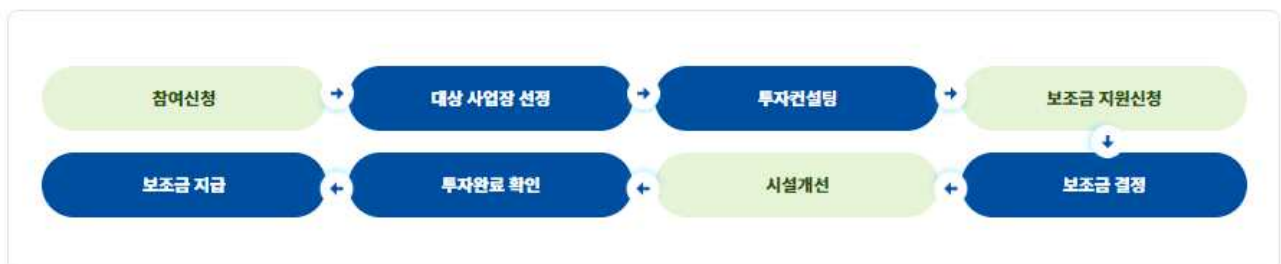 참여신청
대상 사업장 선정
투자컨설팅
보조금 지원신청
보조금 결정
시설개선
투자완료 확인
보조금 지급